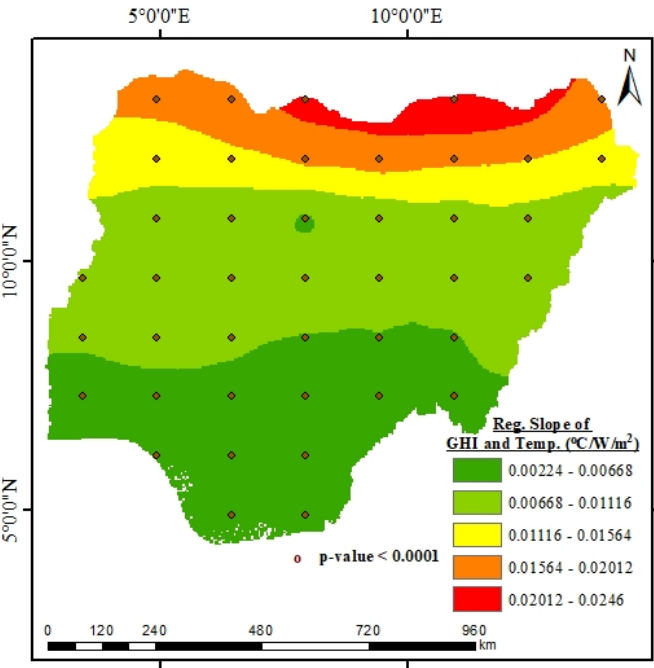 5°0'0"E 10°0'0"E
N
10°0'0"N
5°0'0"N
Reg. Slope of
GHI and Temp. (°C/W/m²)
0.00224 - 0.00668
0.00668 - 0.01116
0.01116 - 0.01564
0.01564 - 0.02012
0.02012 - 0.0246
p-value < 0.0001
0 120 240 480 720 960
km